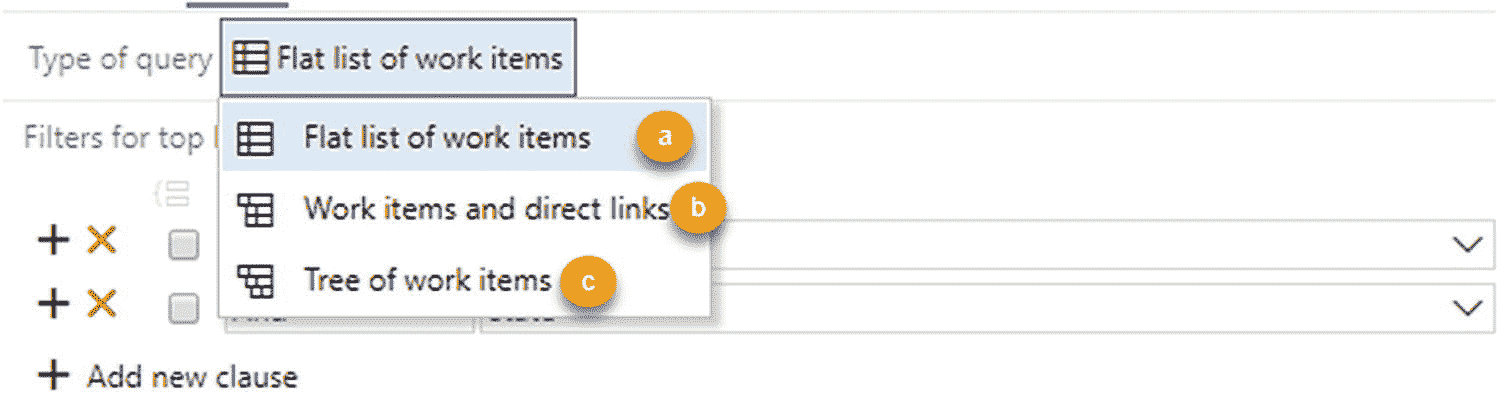 Type of query Flat list of work items
Filters for top
Flat list of work items a
Work items and direct links b
Tree of work items c
Add new clause